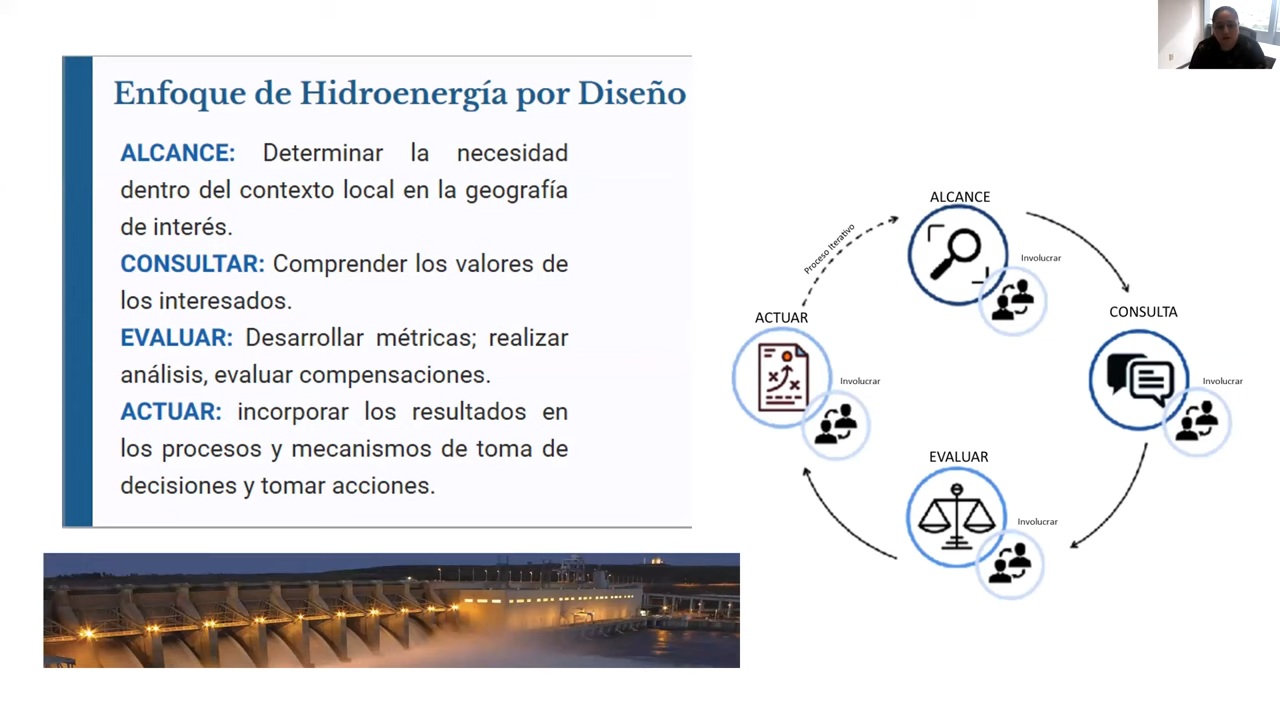 Enfoque de Hidroenergía por Diseño
ALCANCE: Determinar la necesidad
dentro del contexto local en la geografía
de interés.
CONSULTAR: Comprender los valores de
los interesados.
EVALUAR: Desarrollar métricas; realizar
análisis, evaluar compensaciones.
ACTUAR: incorporar los resultados en
los procesos y mecanismos de toma de
decisiones y tomar acciones.
ALCANCE
Involucrar
Proceso Iterativo
CONSULTA
Involucrar
ACTUAR
Involucrar
EVALUAR
Involucrar